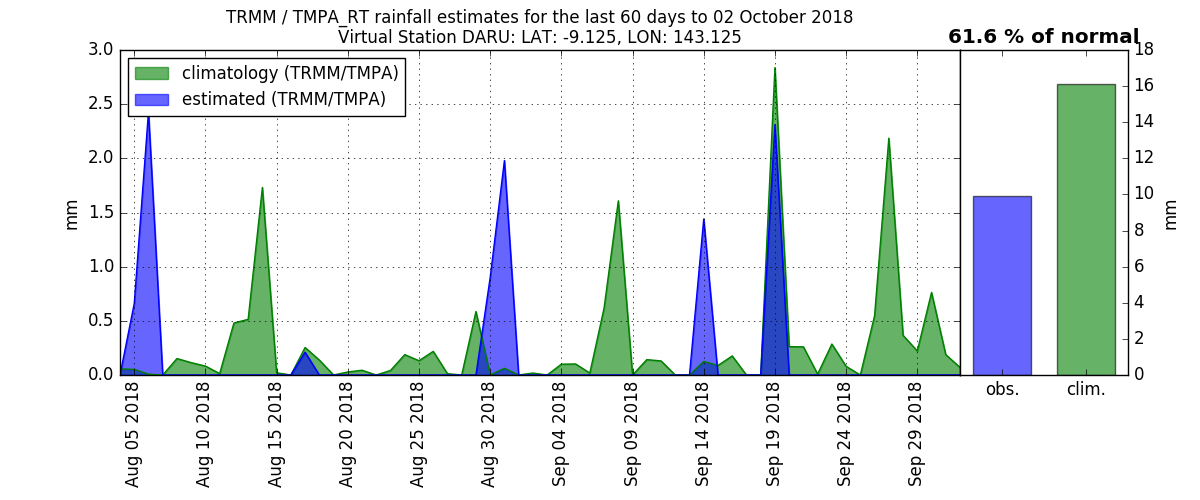 TRMM / TMPA_RT rainfall estimates for the last 60 days to 02 October 2018
Virtual Station DARU: LAT: -9.125, LON: 143.125
61.6 % of normal
climatology (TRMM/TMPA)
estimated (TRMM/TMPA)
mm
3.0
2.5
2.0
1.5
1.0
0.5
0.0
Aug 05 2018
Aug 10 2018
Aug 15 2018
Aug 20 2018
Aug 25 2018
Aug 30 2018
Sep 04 2018
Sep 09 2018
Sep 14 2018
Sep 19 2018
Sep 24 2018
Sep 29 2018
obs.
clim.
18
16
14
12
10
8
6
4
2
0
mm